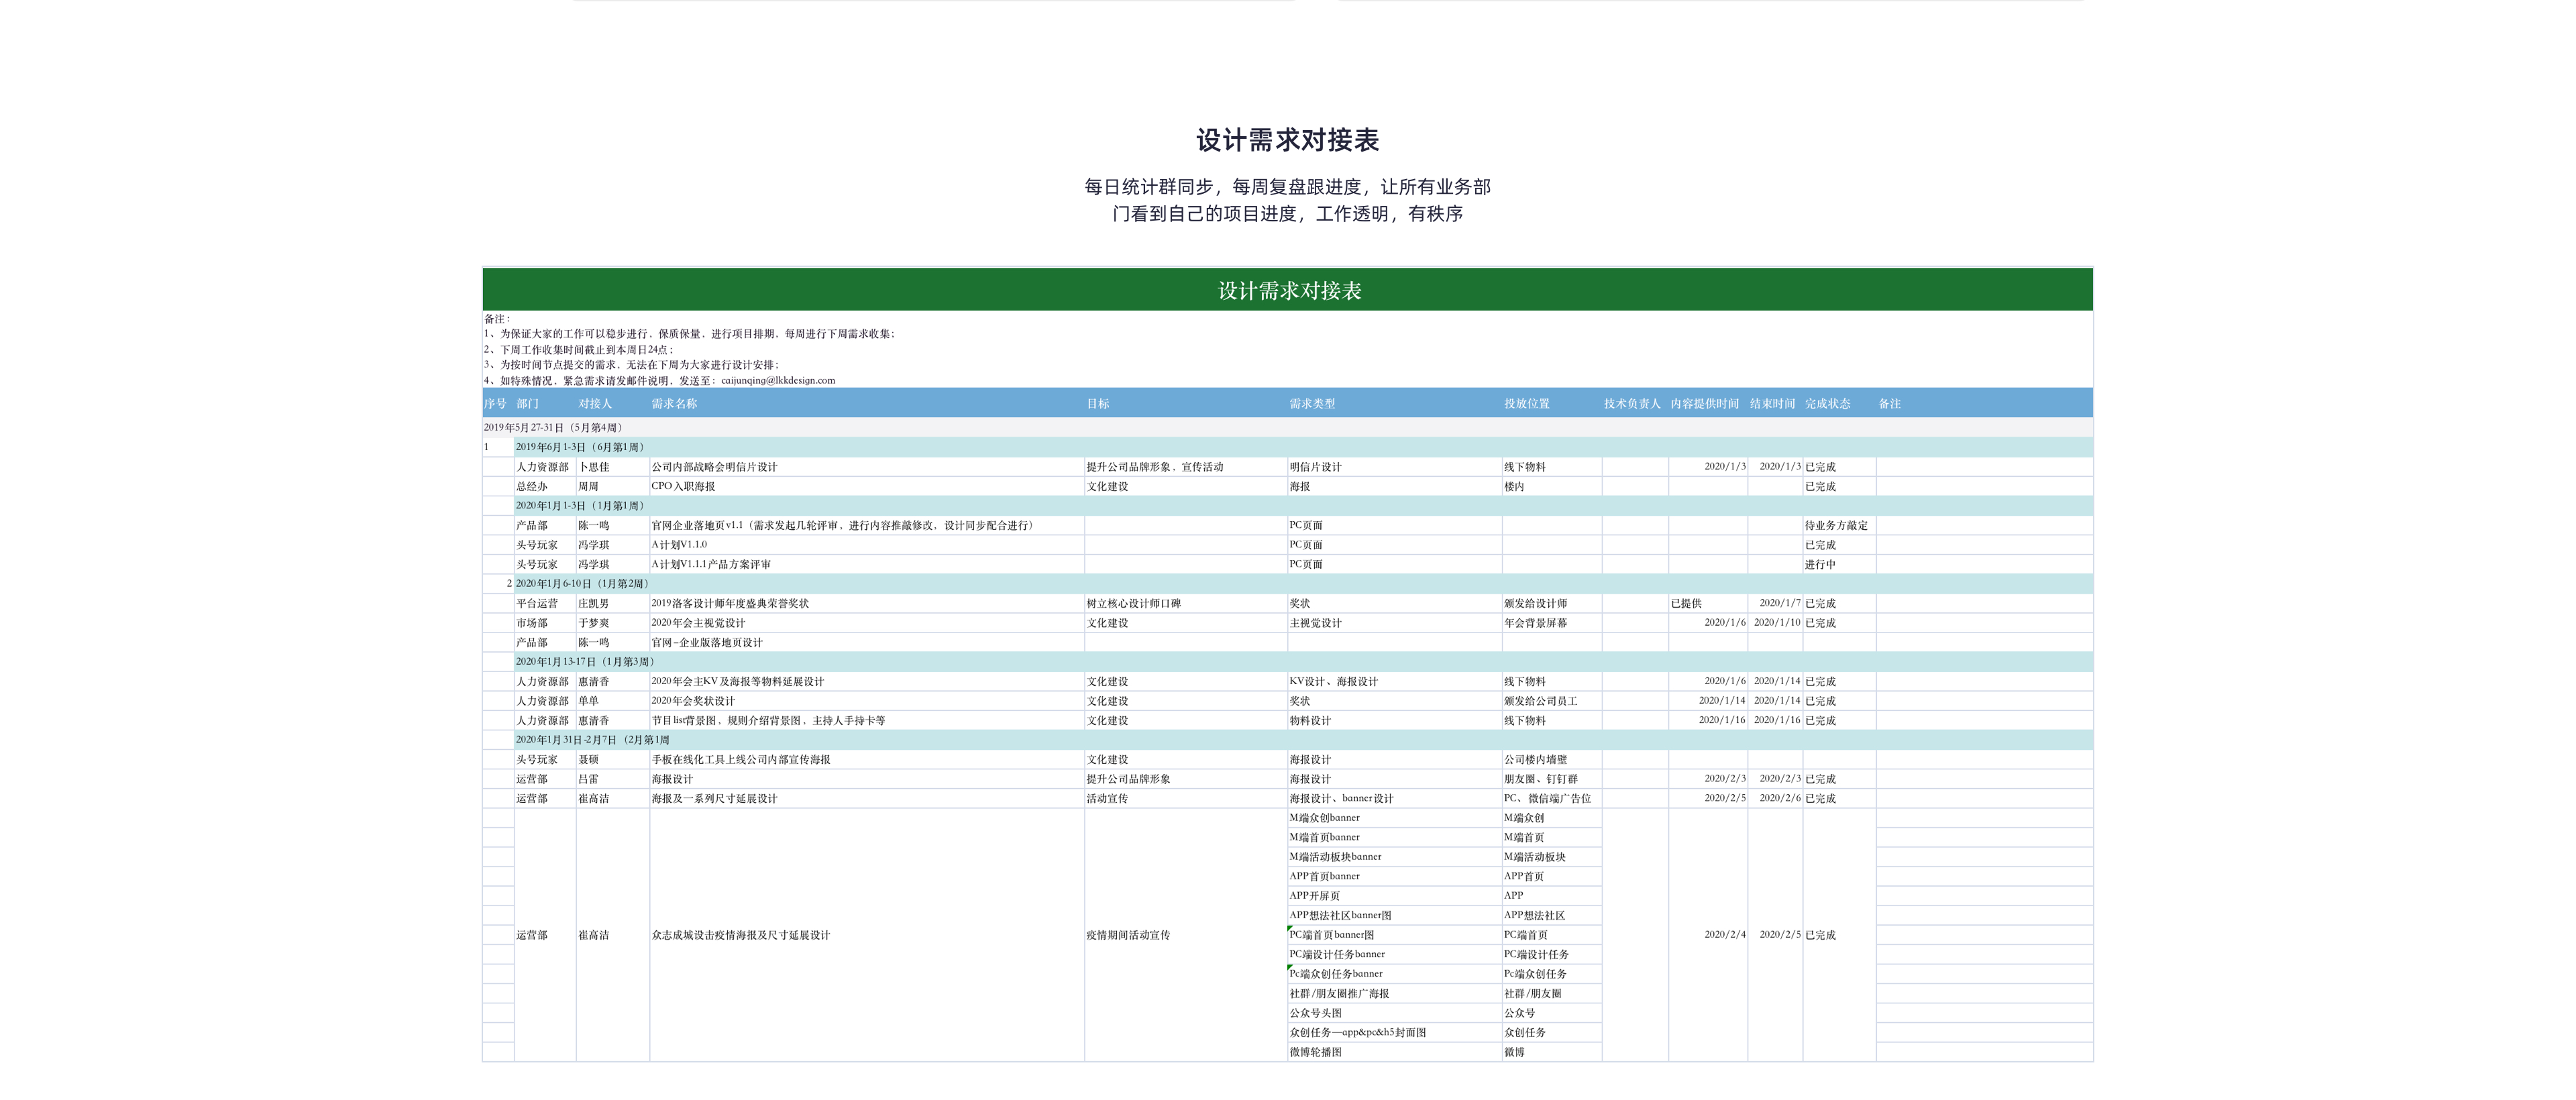 设计需求对接表
每日统计群同步，每周复盘跟进度，让所有业务部
门看到自己的项目进度，工作透明，有秩序
设计需求对接表
备注：
1、为保证大家的工作可以稳步进行，保质保量，进行项目排期，每周进行下周需求收集；
2、下周工作收集时间截止到本周日24点；
3、为按时间节点提交的需求，无法在下周为大家进行设计安排；
4、如特殊情况，紧急需求请发邮件说明，发送至：caijunqing@lkkdesign.com
序号 部门 对接人 需求名称 目标 需求类型 投放位置 技术负责人 内容提供时间 结束时间 完成状态 备注
2019年5月27-31日（5月第4周）
1 2019年6月1-3日（6月第1周）
人力资源部 卜思佳 公司内部战略会明信片设计 提升公司品牌形象，宣传活动 明信片设计 线下物料 2020/1/3 2020/1/3 已完成
总经办 周周 CPO入职海报 文化建设 海报 楼内 已完成
2020年1月1-3日（1月第1周）
产品部 陈一鸣 官网企业落地页v1.1（需求发起几轮评审，进行内容推敲修改，设计同步配合进行） PC页面 待业务方敲定
头号玩家 冯学琪 A计划V1.1.0 PC页面 已完成
头号玩家 冯学琪 A计划V1.1.1产品方案评审 PC页面 进行中
2 2020年1月6-10日（1月第2周）
平台运营 庄凯男 2019洛客设计师年度盛典荣誉奖状 树立核心设计师口碑 奖状 颁发给设计师 已提供 2020/1/7 已完成
市场部 于梦爽 2020年会主视觉设计 文化建设 主视觉设计 年会背景屏幕 2020/1/6 2020/1/10 已完成
产品部 陈一鸣 官网-企业版落地页设计
2020年1月13-17日（1月第3周）
人力资源部 惠清香 2020年会主KV及海报等物料延展设计 文化建设 KV设计、海报设计 线下物料 2020/1/6 2020/1/14 已完成
人力资源部 单单 2020年会奖状设计 文化建设 奖状 颁发给公司员工 2020/1/14 2020/1/14 已完成
人力资源部 惠清香 节目list背景图，规则介绍背景图，主持人手持卡等 文化建设 物料设计 线下物料 2020/1/16 2020/1/16 已完成
2020年1月31日-2月7日（2月第1周
头号玩家 聂硕 手板在线化工具上线公司内部宣传海报 文化建设 海报设计 公司楼内墙壁
运营部 吕雷 海报设计 提升公司品牌形象 海报设计 朋友圈、钉钉群 2020/2/3 2020/2/3 已完成
运营部 崔高洁 海报及一系列尺寸延展设计 活动宣传 海报设计、banner设计 PC、微信端广告位 2020/2/5 2020/2/6 已完成
M端众创banner M端众创
M端首页banner M端首页
M端活动板块banner M端活动板块
APP首页banner APP首页
APP开屏页 APP
APP想法社区banner图 APP想法社区
运营部 崔高洁 众志成城设击疫情海报及尺寸延展设计 疫情期间活动宣传 PC端首页banner图 PC端首页 2020/2/4 2020/2/5 已完成
PC端设计任务banner PC端设计任务
Pc端众创任务banner Pc端众创任务
社群/朋友圈推广海报 社群/朋友圈
公众号头图 公众号
众创任务—app&pc&h5封面图 众创任务
微博轮播图 微博